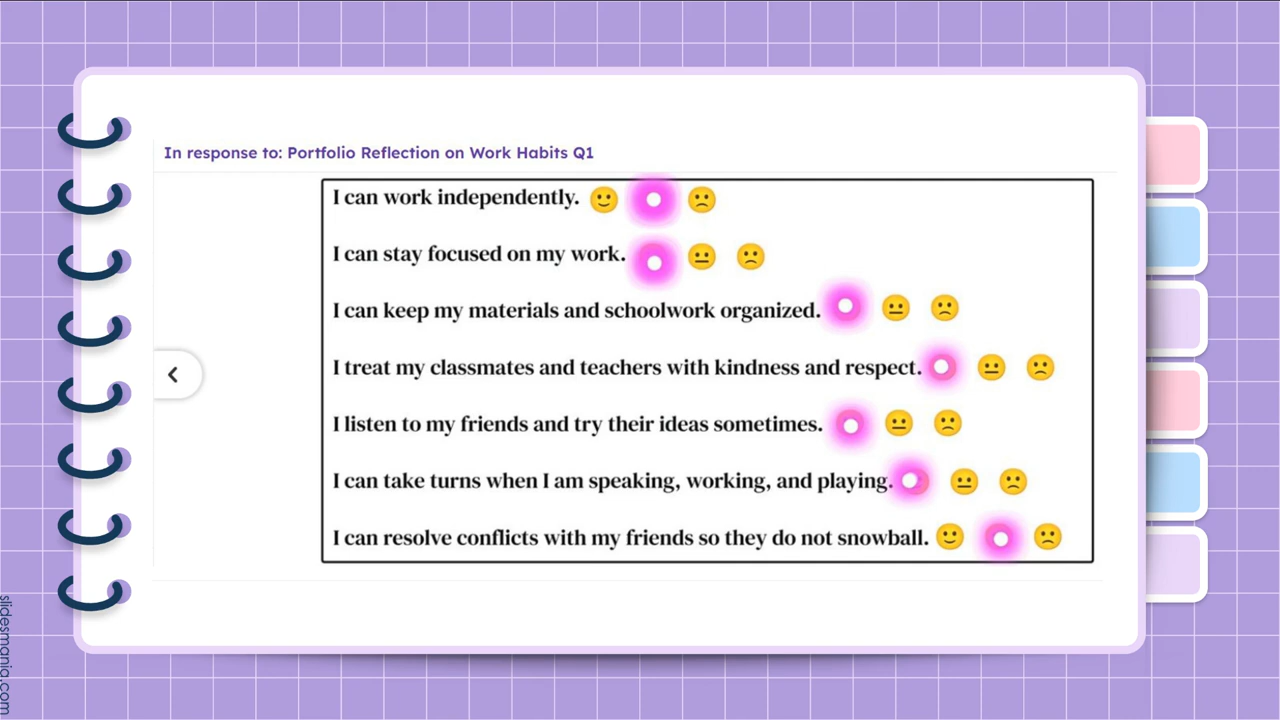 In response to: Portfolio Reflection on Work Habits Q1
I can work independently. 🙂 🙁
I can stay focused on my work. 😐 🙁
I can keep my materials and schoolwork organized. 😐 🙁
I treat my classmates and teachers with kindness and respect. 😐 🙁
I listen to my friends and try their ideas sometimes. 😐 🙁
I can take turns when I am speaking, working, and playing. 😐 🙁
I can resolve conflicts with my friends so they do not snowball. 🙂 🙁
slidesmania.com